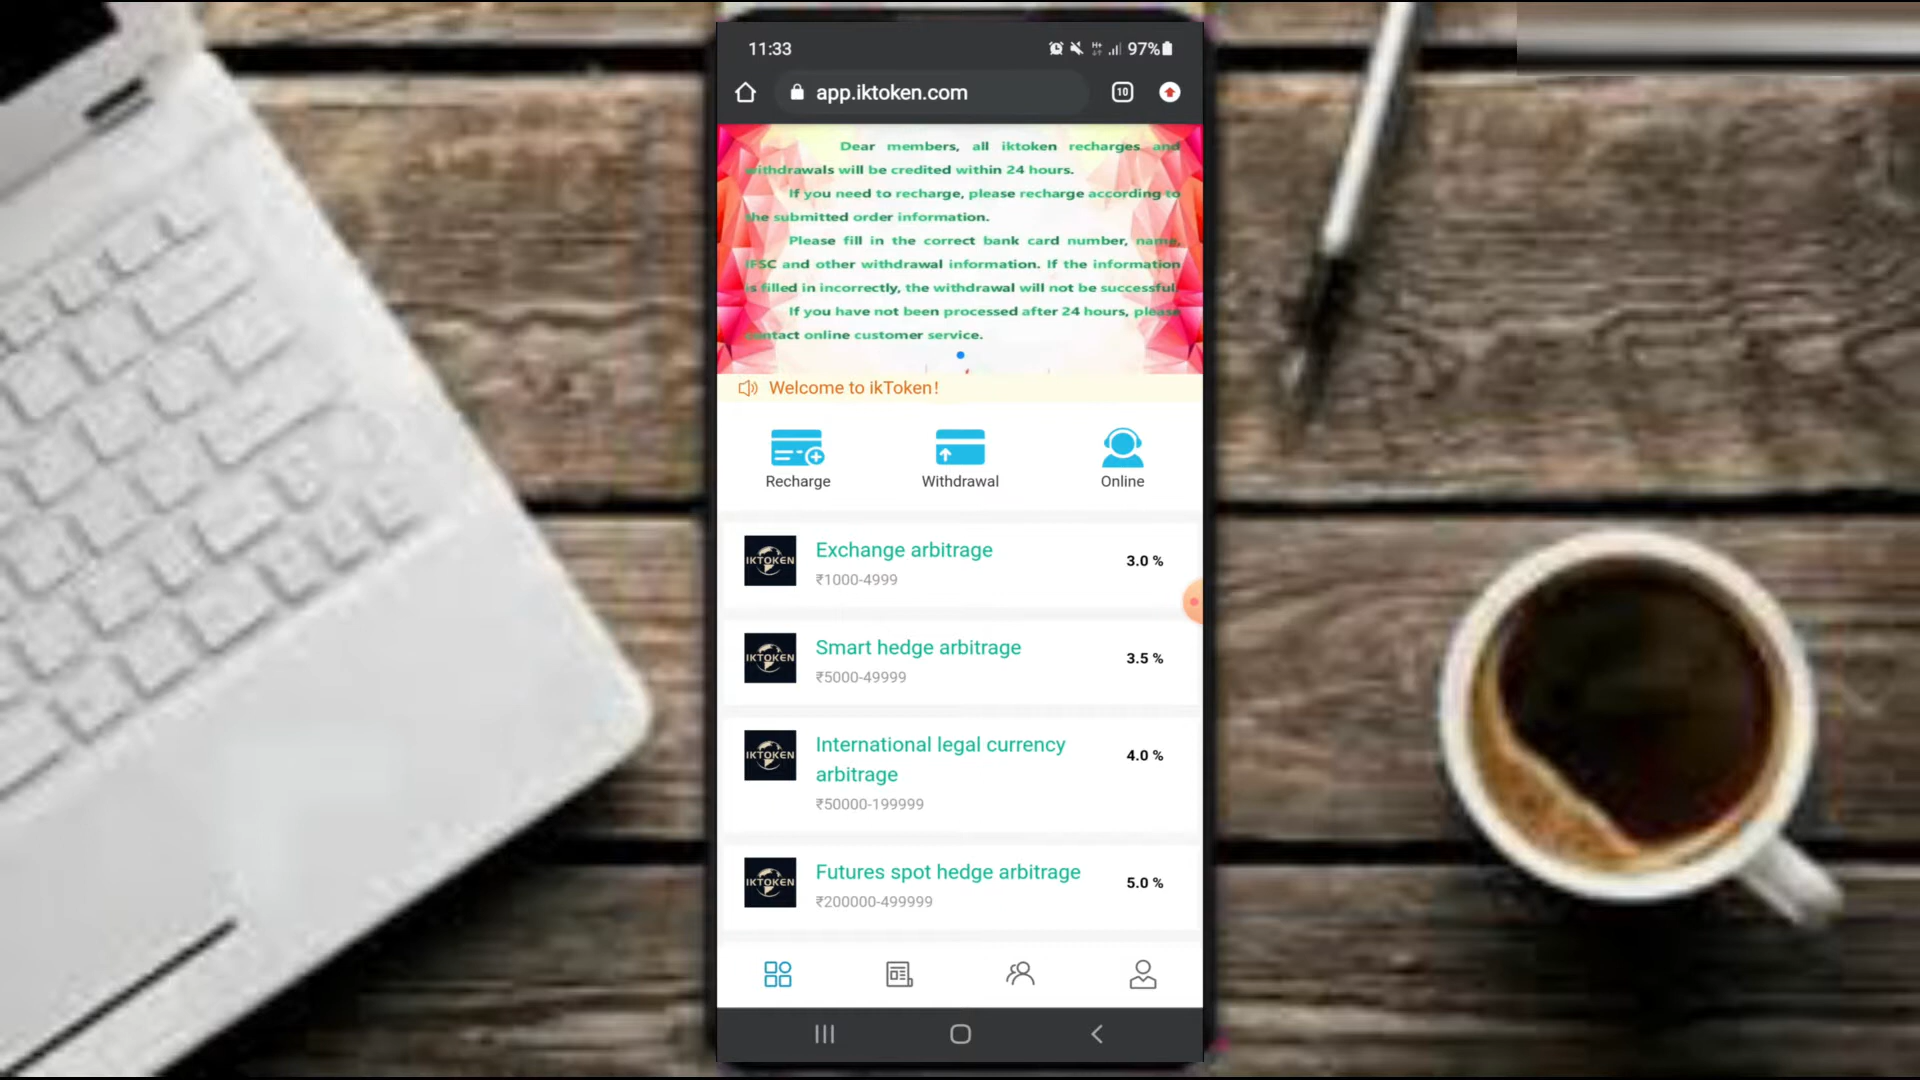 11:33
97%
app.iktoken.com
10
Dear members, all iktoken recharges and
withdrawals will be credited within 24 hours.
If you need to recharge, please recharge according to
the submitted order information.
Please fill in the correct bank card number, name,
IFSC and other withdrawal information. If the information
is filled in incorrectly, the withdrawal will not be successful.
If you have not been processed after 24 hours, please
contact online customer service.
Welcome to ikToken!
Recharge
Withdrawal
Online
IKTOKEN
Exchange arbitrage
3.0 %
₹1000-4999
IKTOKEN
Smart hedge arbitrage
3.5 %
₹5000-49999
IKTOKEN
International legal currency
arbitrage
4.0 %
₹50000-199999
IKTOKEN
Futures spot hedge arbitrage
5.0 %
₹200000-499999